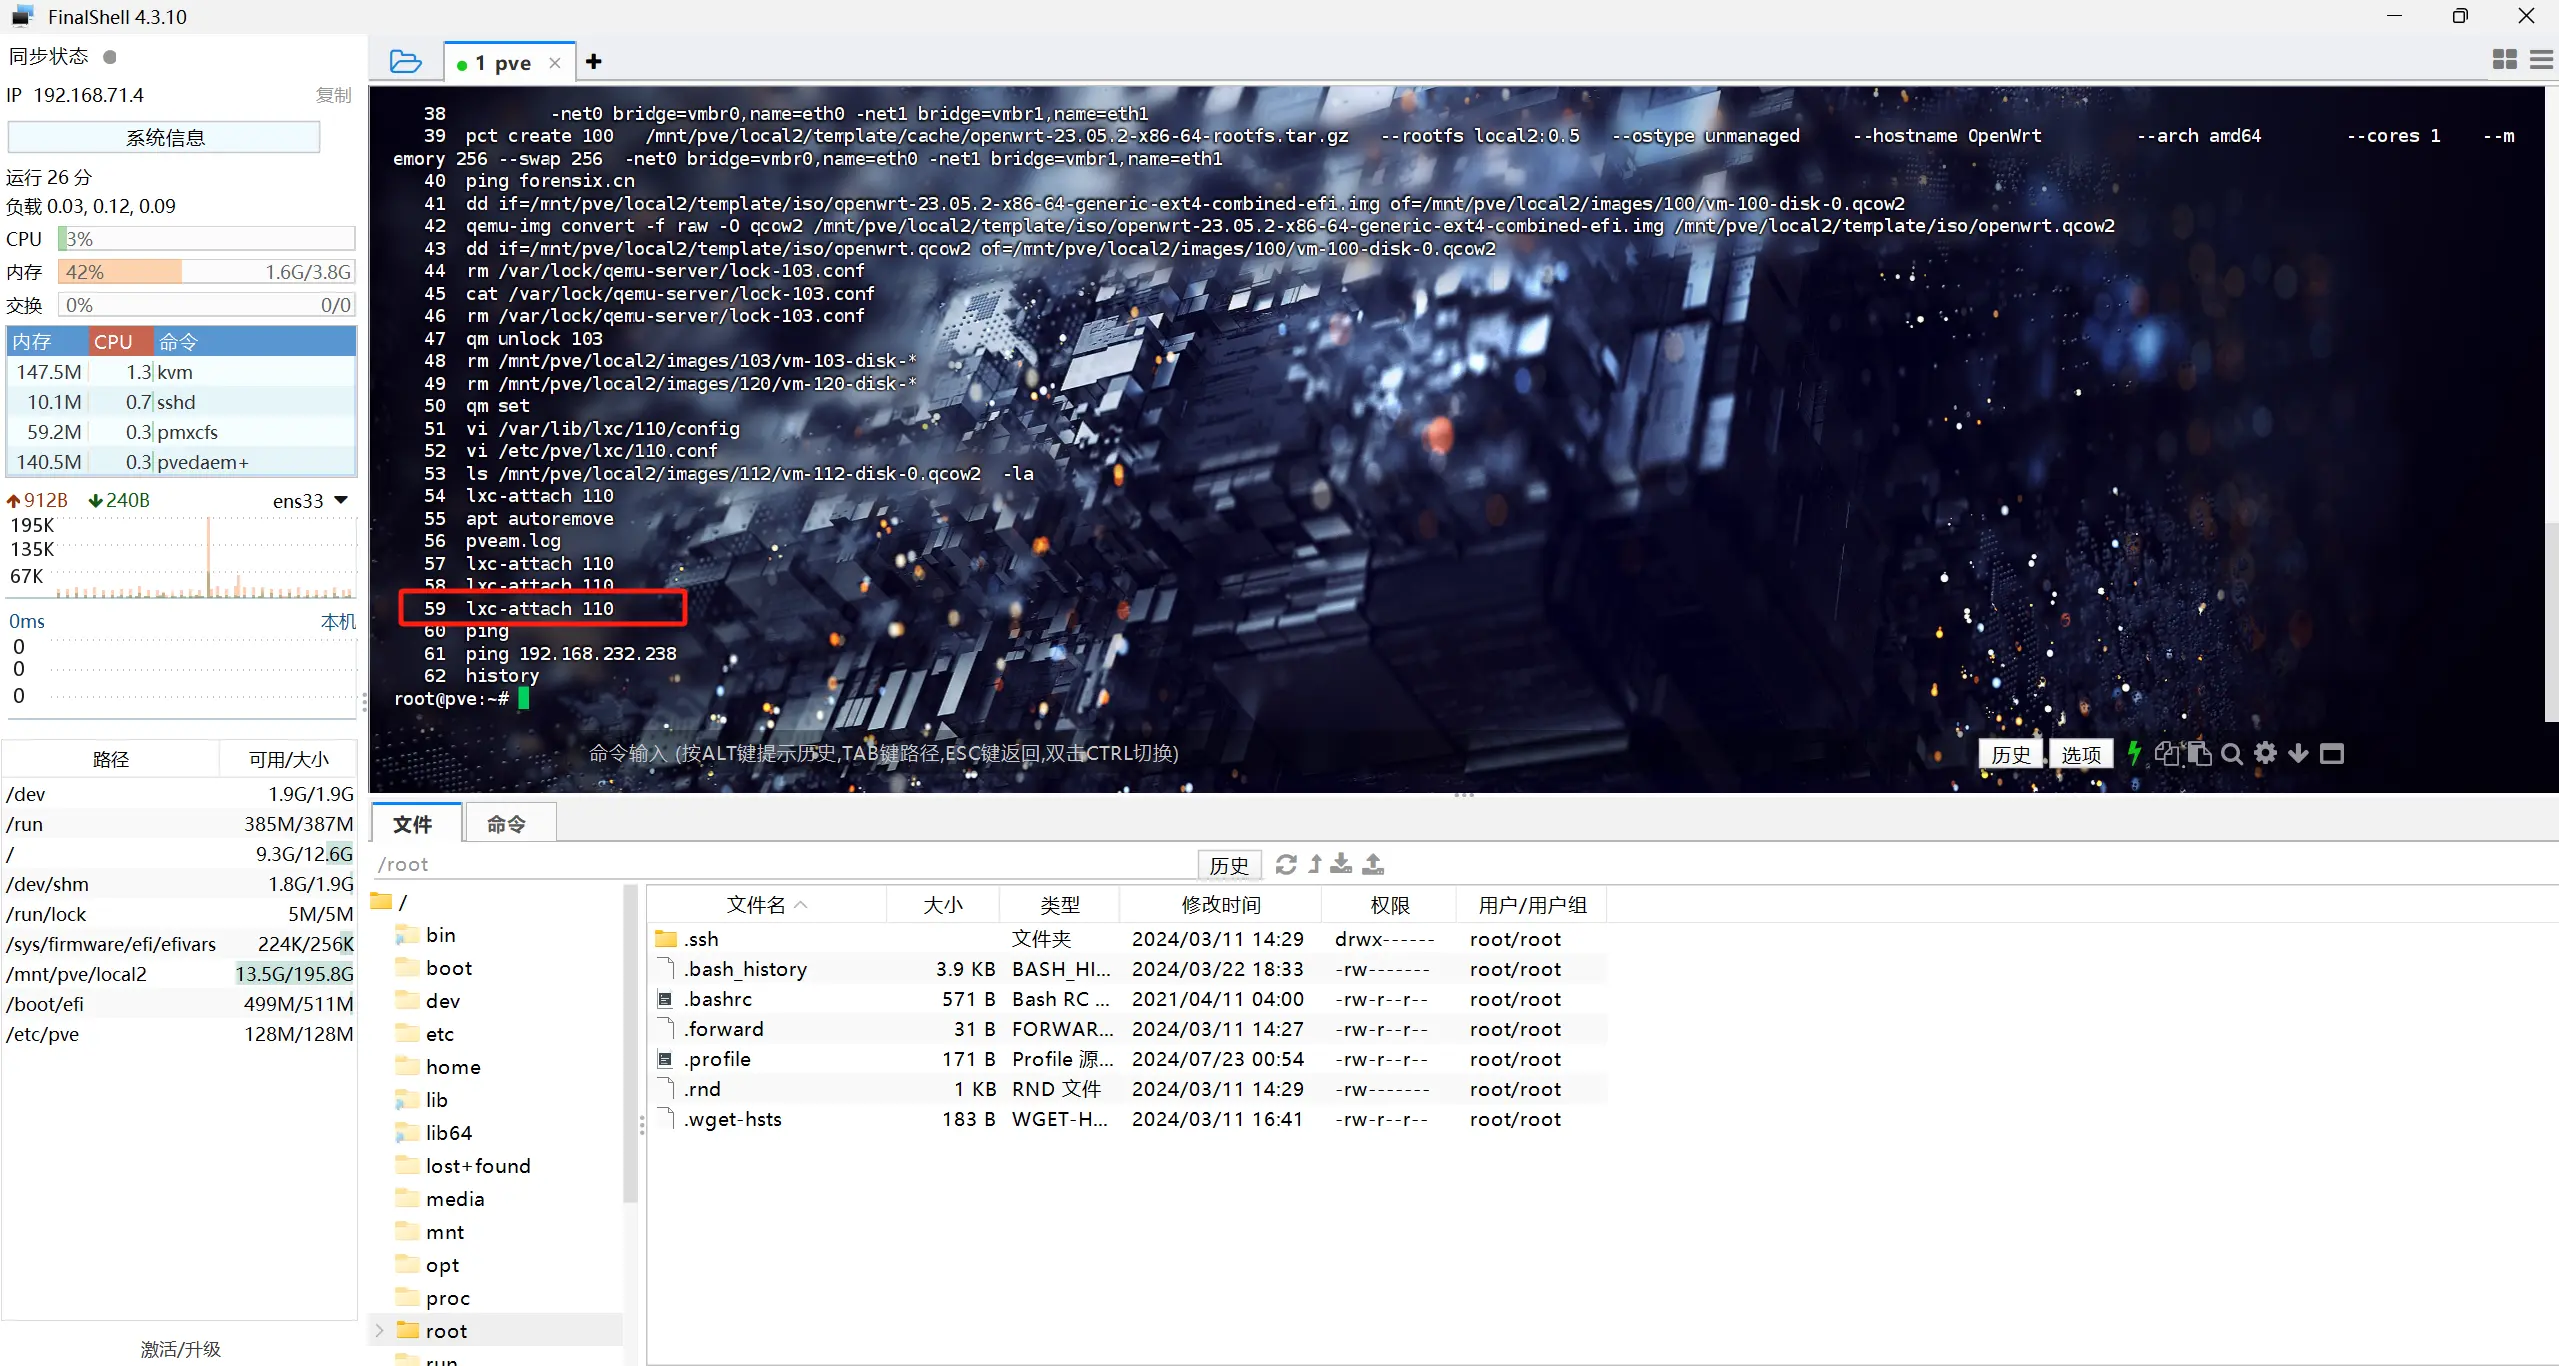 FinalShell 4.3.10
同步状态
IP 192.168.71.4 复制
系统信息
运行 26 分
负载 0.03, 0.12, 0.09
CPU 3%
内存 42% 1.6G/3.8G
交换 0% 0/0
内存 CPU 命令
147.5M 1.3 kvm
10.1M 0.7 sshd
59.2M 0.3 pmxcfs
140.5M 0.3 pvedaem+
912B 240B ens33
195K
135K
67K
0ms 本机
0
0
0
路径 可用/大小
/dev 1.9G/1.9G
/run 385M/387M
/ 9.3G/12.6G
/dev/shm 1.8G/1.9G
/run/lock 5M/5M
/sys/firmware/efi/efivars 224K/256K
/mnt/pve/local2 13.5G/195.8G
/boot/efi 499M/511M
/etc/pve 128M/128M
激活/升级
1 pve
38 -net0 bridge=vmbr0,name=eth0 -net1 bridge=vmbr1,name=eth1
39 pct create 100 /mnt/pve/local2/template/cache/openwrt-23.05.2-x86-64-rootfs.tar.gz --rootfs local2:0.5 --ostype unmanaged --hostname OpenWrt --arch amd64 --cores 1 --m
emory 256 --swap 256 -net0 bridge=vmbr0,name=eth0 -net1 bridge=vmbr1,name=eth1
40 ping forensix.cn
41 dd if=/mnt/pve/local2/template/iso/openwrt-23.05.2-x86-64-generic-ext4-combined-efi.img of=/mnt/pve/local2/images/100/vm-100-disk-0.qcow2
42 qemu-img convert -f raw -O qcow2 /mnt/pve/local2/template/iso/openwrt-23.05.2-x86-64-generic-ext4-combined-efi.img /mnt/pve/local2/template/iso/openwrt.qcow2
43 dd if=/mnt/pve/local2/template/iso/openwrt.qcow2 of=/mnt/pve/local2/images/100/vm-100-disk-0.qcow2
44 rm /var/lock/qemu-server/lock-103.conf
45 cat /var/lock/qemu-server/lock-103.conf
46 rm /var/lock/qemu-server/lock-103.conf
47 qm unlock 103
48 rm /mnt/pve/local2/images/103/vm-103-disk-*
49 rm /mnt/pve/local2/images/120/vm-120-disk-*
50 qm set
51 vi /var/lib/lxc/110/config
52 vi /etc/pve/lxc/110.conf
53 ls /mnt/pve/local2/images/112/vm-112-disk-0.qcow2 -la
54 lxc-attach 110
55 apt autoremove
56 pveam.log
57 lxc-attach 110
58 lxc-attach 110
59 lxc-attach 110
60 ping
61 ping 192.168.232.238
62 history
root@pve:~#
命令输入 (按ALT键提示历史,TAB键路径,ESC键返回,双击CTRL切换)
历史 选项
文件 命令
/root 历史
/
bin
boot
dev
etc
home
lib
lib64
lost+found
media
mnt
opt
proc
root
run
文件名 大小 类型 修改时间 权限 用户/用户组
.ssh 文件夹 2024/03/11 14:29 drwx------ root/root
.bash_history 3.9 KB BASH_HI... 2024/03/22 18:33 -rw------- root/root
.bashrc 571 B Bash RC ... 2021/04/11 04:00 -rw-r--r-- root/root
.forward 31 B FORWAR... 2024/03/11 14:27 -rw-r--r-- root/root
.profile 171 B Profile 源... 2024/07/23 00:54 -rw-r--r-- root/root
.rnd 1 KB RND 文件 2024/03/11 14:29 -rw------- root/root
.wget-hsts 183 B WGET-H... 2024/03/11 16:41 -rw-r--r-- root/root